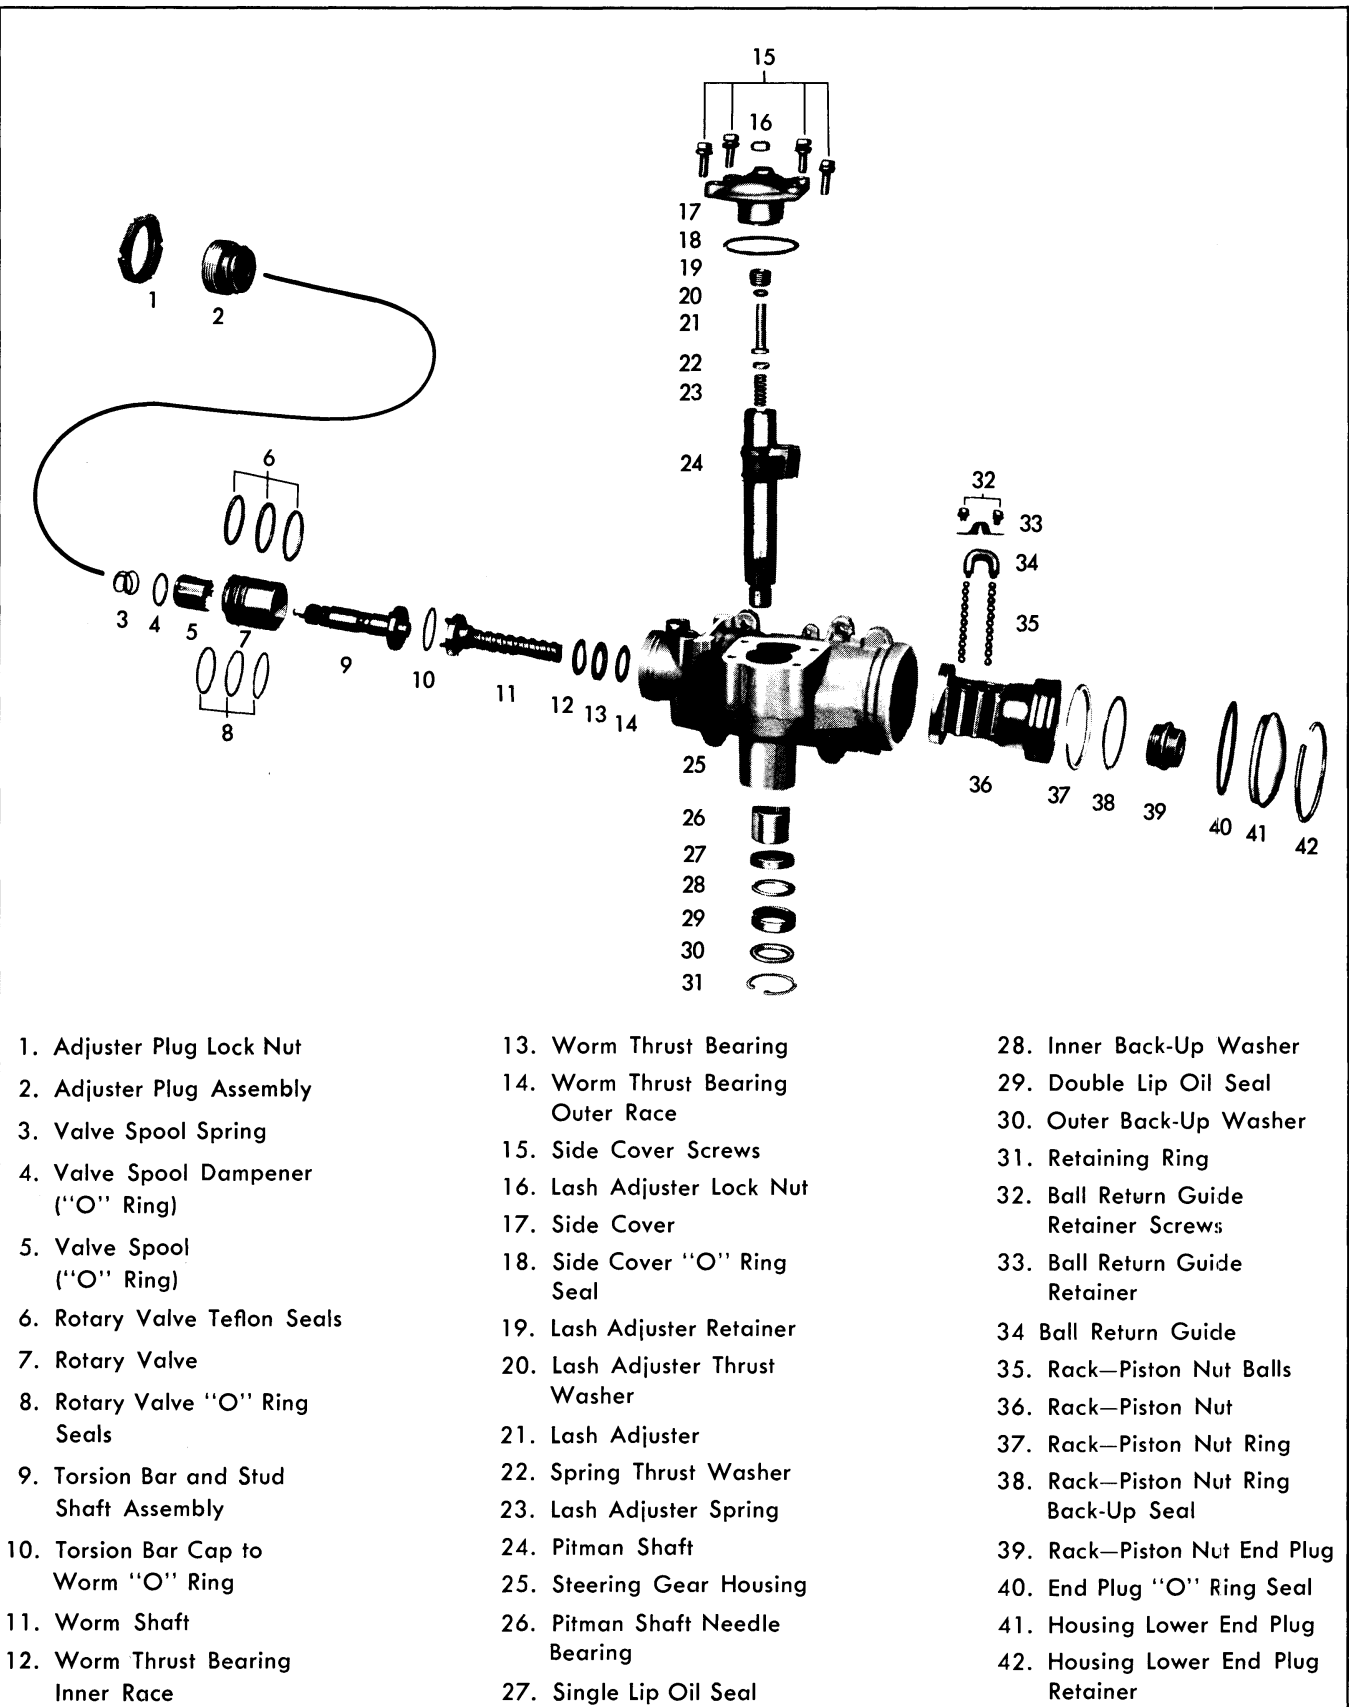 15
16
17
18
19
20
21
22
23
24
1
2
6
32
33
34
35
3
4
5
7
9
10
11
12
13
14
8
25
36
37
38
39
40
41
42
26
27
28
29
30
31
1. Adjuster Plug Lock Nut
2. Adjuster Plug Assembly
3. Valve Spool Spring
4. Valve Spool Dampener
("O" Ring)
5. Valve Spool
("O" Ring)
6. Rotary Valve Teflon Seals
7. Rotary Valve
8. Rotary Valve "O" Ring
Seals
9. Torsion Bar and Stud
Shaft Assembly
10. Torsion Bar Cap to
Worm "O" Ring
11. Worm Shaft
12. Worm Thrust Bearing
Inner Race
13. Worm Thrust Bearing
14. Worm Thrust Bearing
Outer Race
15. Side Cover Screws
16. Lash Adjuster Lock Nut
17. Side Cover
18. Side Cover "O" Ring
Seal
19. Lash Adjuster Retainer
20. Lash Adjuster Thrust
Washer
21. Lash Adjuster
22. Spring Thrust Washer
23. Lash Adjuster Spring
24. Pitman Shaft
25. Steering Gear Housing
26. Pitman Shaft Needle
Bearing
27. Single Lip Oil Seal
28. Inner Back-Up Washer
29. Double Lip Oil Seal
30. Outer Back-Up Washer
31. Retaining Ring
32. Ball Return Guide
Retainer Screws
33. Ball Return Guide
Retainer
34 Ball Return Guide
35. Rack—Piston Nut Balls
36. Rack—Piston Nut
37. Rack—Piston Nut Ring
38. Rack—Piston Nut Ring
Back-Up Seal
39. Rack—Piston Nut End Plug
40. End Plug "O" Ring Seal
41. Housing Lower End Plug
42. Housing Lower End Plug
Retainer